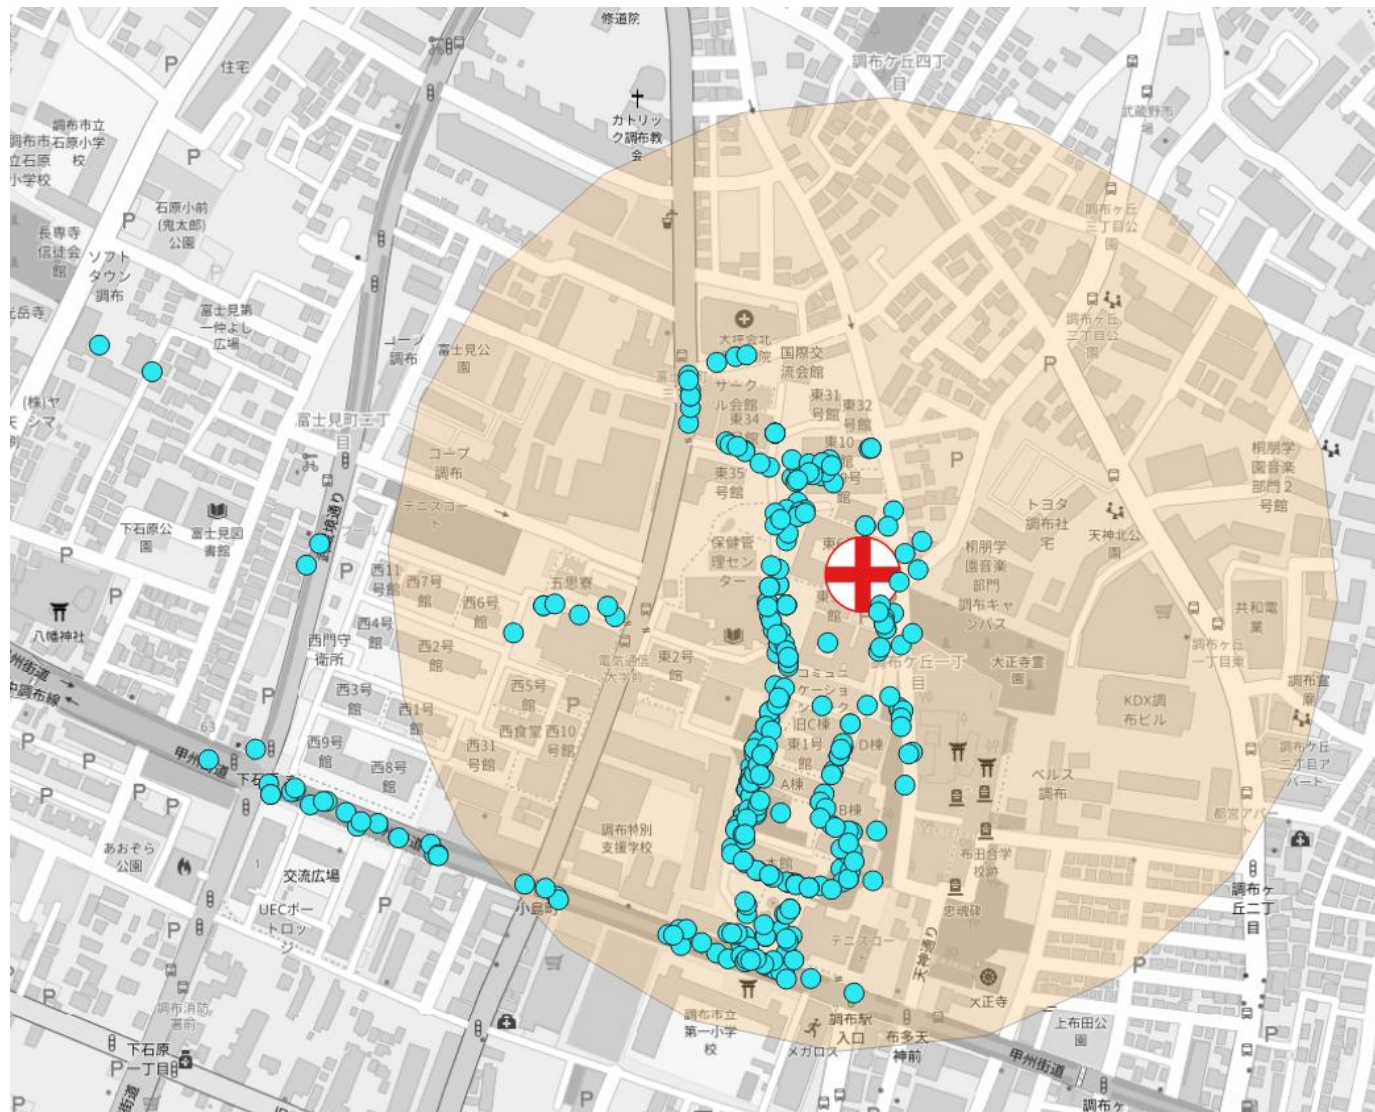 修道院
住宅
調布ケ丘四丁
目
武蔵野市
場
カトリッ
ク調布教
会
調布市立
石原小学
校
調布市
立石原
小学校
石原小前
(鬼太郎)
公園
長専寺
信徒会
館
ソフト
タウン
調布
調布ヶ丘
三丁目公
園
富士見第
一仲よし
広場
コープ
調布
富士見公
園
国際交
流会館
調布ケ丘
三丁目公
園
サーク
ル会館
東31
号館
東32
号館
東34
号館
東10
(株)ヤ
シマ
富士見町二丁
目
コープ
調布
東35
号館
桐朋学
園音楽
部門2
号館
テニスコー
ト
トヨタ
調布社
宅
天神北公
園
下石原公
園
富士見図
書館
保健管
理セン
ター
桐朋学
園音楽
部門
調布キャ
ンパス
西11
号館
西7号
館
五思寮
西6号
館
八幡神社
西4号
館
西門守
衛所
西2号
館
共和電
業
調布ヶ丘
一丁目東
東2号
館
電気通信
大学前
調布ケ丘一丁
目
大正寺霊
園
コミュニ
ケーショ
西3号
館
西5号
館
西1号
館
KDX調
布ビル
旧C棟
東1号
館
D棟
西食堂
西10
号館
西31
号館
西9号
館
西8号
館
63
甲州街道
A棟
B棟
ベルス
調布
調布ケ丘
二丁目ア
パート
都営アパー
ト
調布特別
支援学校
あおぞら
公園
交流広場
1
布田合学
校跡
本館
UECポー
トロッ
ジ
小島町
忠魂碑
テニスコー
ト
天神通り
調布ヶ
丘二丁
目
大正寺
調布消防
署前
調布市立
第一小学
校
調布駅
入口
メガロス
布多天
神前
上布田公
園
甲州街道
下石原
一丁目
調布ヶ